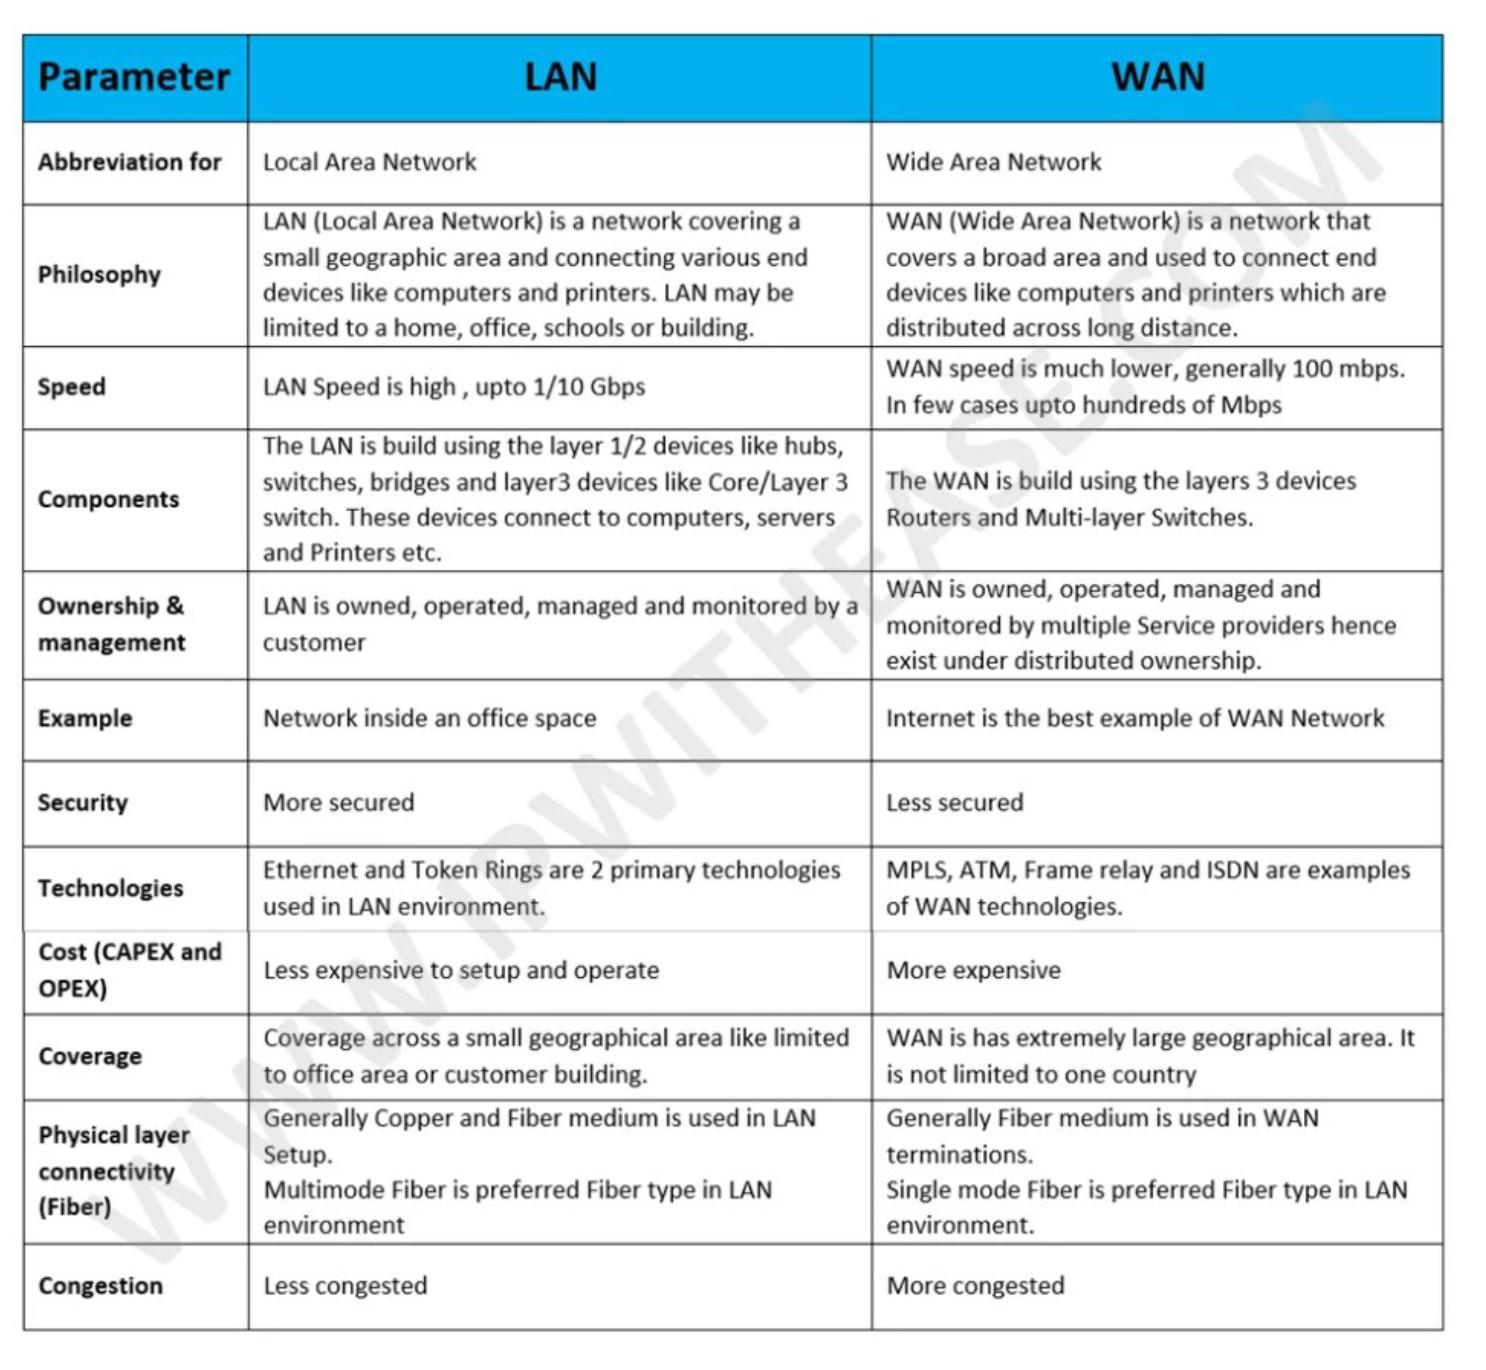 Parameter
LAN
WAN
Abbreviation for
Local Area Network
Wide Area Network
Philosophy
LAN (Local Area Network) is a network covering a
small geographic area and connecting various end
devices like computers and printers. LAN may be
limited to a home, office, schools or building.
WAN (Wide Area Network) is a network that
covers a broad area and used to connect end
devices like computers and printers which are
distributed across long distance.
Speed
LAN Speed is high , upto 1/10 Gbps
WAN speed is much lower, generally 100 mbps.
In few cases upto hundreds of Mbps
Components
The LAN is build using the layer 1/2 devices like hubs,
switches, bridges and layer3 devices like Core/Layer 3
switch. These devices connect to computers, servers
and Printers etc.
The WAN is build using the layers 3 devices
Routers and Multi-layer Switches.
Ownership &
management
LAN is owned, operated, managed and monitored by a
customer
WAN is owned, operated, managed and
monitored by multiple Service providers hence
exist under distributed ownership.
Example
Network inside an office space
Internet is the best example of WAN Network
Security
More secured
Less secured
Technologies
Ethernet and Token Rings are 2 primary technologies
used in LAN environment.
MPLS, ATM, Frame relay and ISDN are examples
of WAN technologies.
Cost (CAPEX and
OPEX)
Less expensive to setup and operate
More expensive
Coverage
Coverage across a small geographical area like limited
to office area or customer building.
WAN is has extremely large geographical area. It
is not limited to one country
Physical layer
connectivity
(Fiber)
Generally Copper and Fiber medium is used in LAN
Setup.
Multimode Fiber is preferred Fiber type in LAN
environment
Generally Fiber medium is used in WAN
terminations.
Single mode Fiber is preferred Fiber type in LAN
environment.
Congestion
Less congested
More congested
WWW.IPWITHEASE.COM